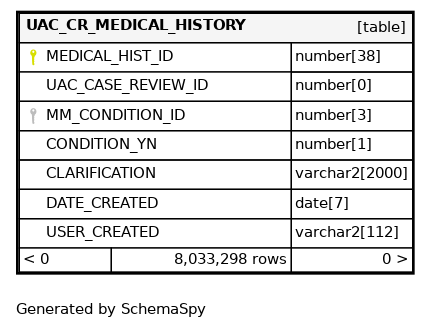 UAC_CR_MEDICAL_HISTORY [table]
MEDICAL_HIST_ID number[38]
UAC_CASE_REVIEW_ID number[0]
MM_CONDITION_ID number[3]
CONDITION_YN number[1]
CLARIFICATION varchar2[2000]
DATE_CREATED date[7]
USER_CREATED varchar2[112]
< 0 8,033,298 rows 0 >
Generated by SchemaSpy